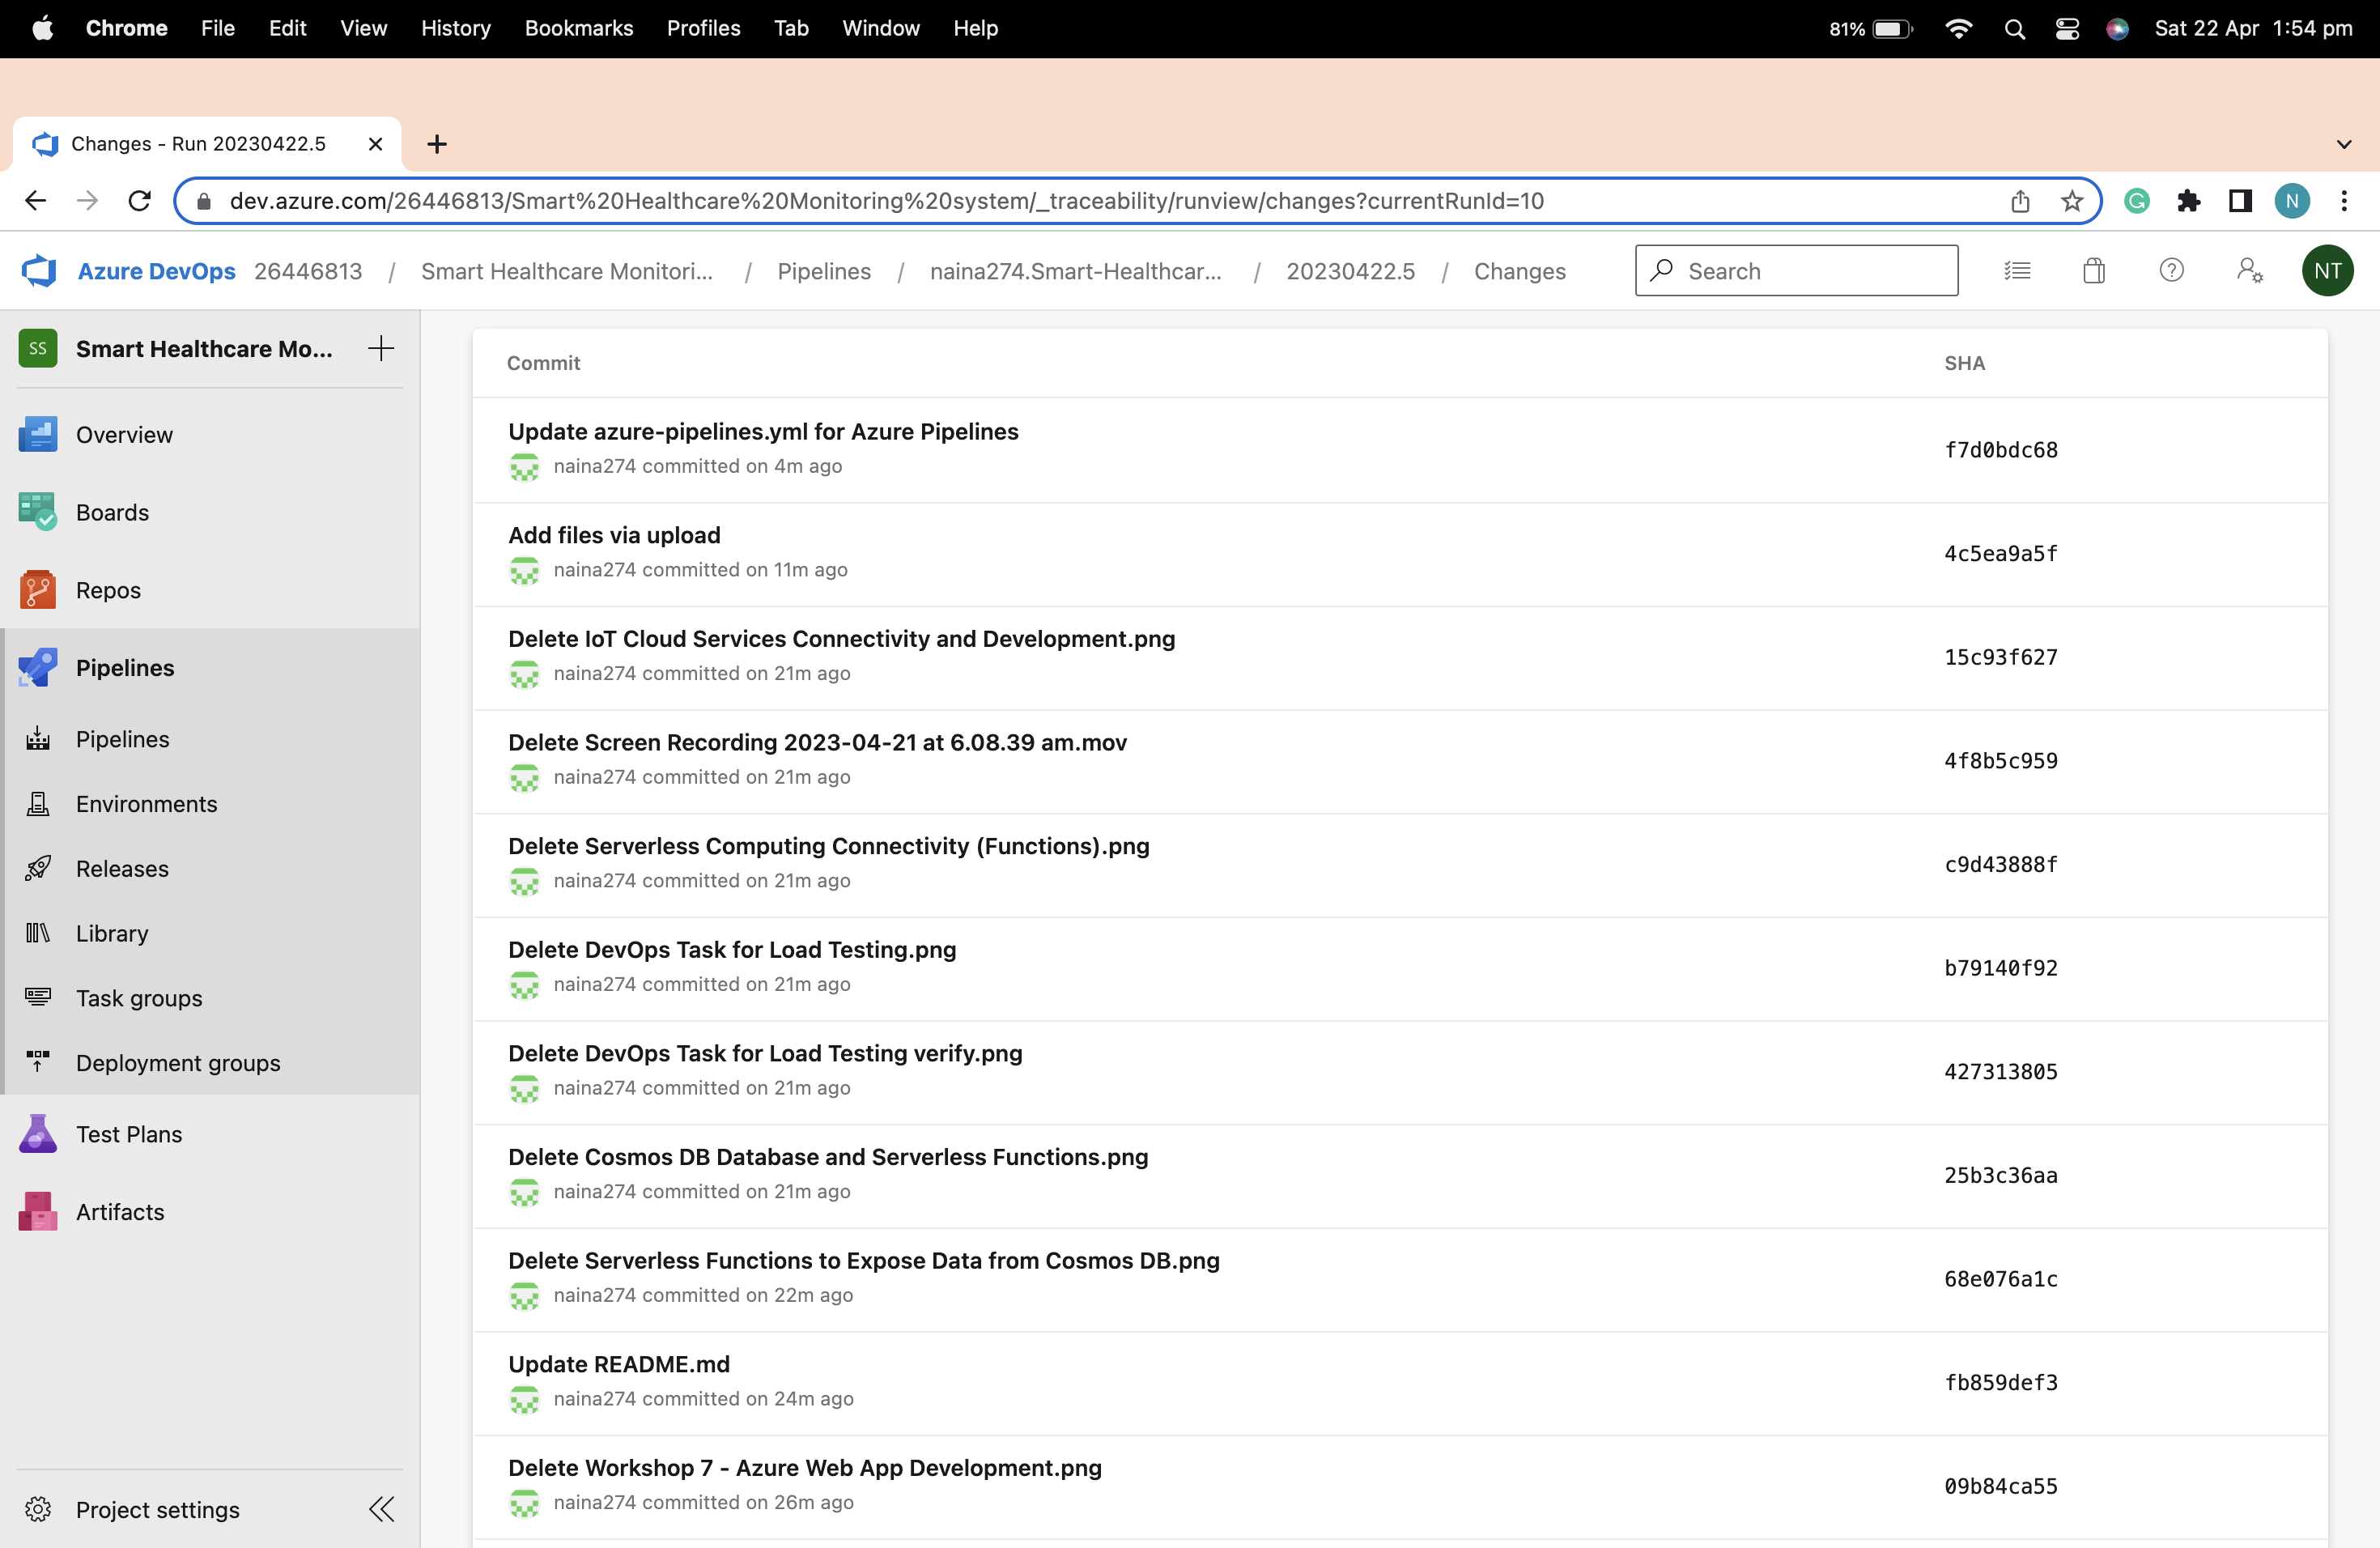 Chrome File Edit View History Bookmarks Profiles Tab Window Help 81% Sat 22 Apr 1:54 pm
Changes - Run 20230422.5
dev.azure.com/26446813/Smart%20Healthcare%20Monitoring%20system/_traceability/runview/changes?currentRunId=10
N
Azure DevOps 26446813 / Smart Healthcare Monitori... / Pipelines / naina274.Smart-Healthcar... / 20230422.5 / Changes
Search
NT
SS Smart Healthcare Mo...
Overview
Boards
Repos
Pipelines
Pipelines
Environments
Releases
Library
Task groups
Deployment groups
Test Plans
Artifacts
Project settings
Commit SHA
Update azure-pipelines.yml for Azure Pipelines
naina274 committed on 4m ago
f7d0bdc68
Add files via upload
naina274 committed on 11m ago
4c5ea9a5f
Delete IoT Cloud Services Connectivity and Development.png
naina274 committed on 21m ago
15c93f627
Delete Screen Recording 2023-04-21 at 6.08.39 am.mov
naina274 committed on 21m ago
4f8b5c959
Delete Serverless Computing Connectivity (Functions).png
naina274 committed on 21m ago
c9d43888f
Delete DevOps Task for Load Testing.png
naina274 committed on 21m ago
b79140f92
Delete DevOps Task for Load Testing verify.png
naina274 committed on 21m ago
427313805
Delete Cosmos DB Database and Serverless Functions.png
naina274 committed on 21m ago
25b3c36aa
Delete Serverless Functions to Expose Data from Cosmos DB.png
naina274 committed on 22m ago
68e076a1c
Update README.md
naina274 committed on 24m ago
fb859def3
Delete Workshop 7 - Azure Web App Development.png
naina274 committed on 26m ago
09b84ca55